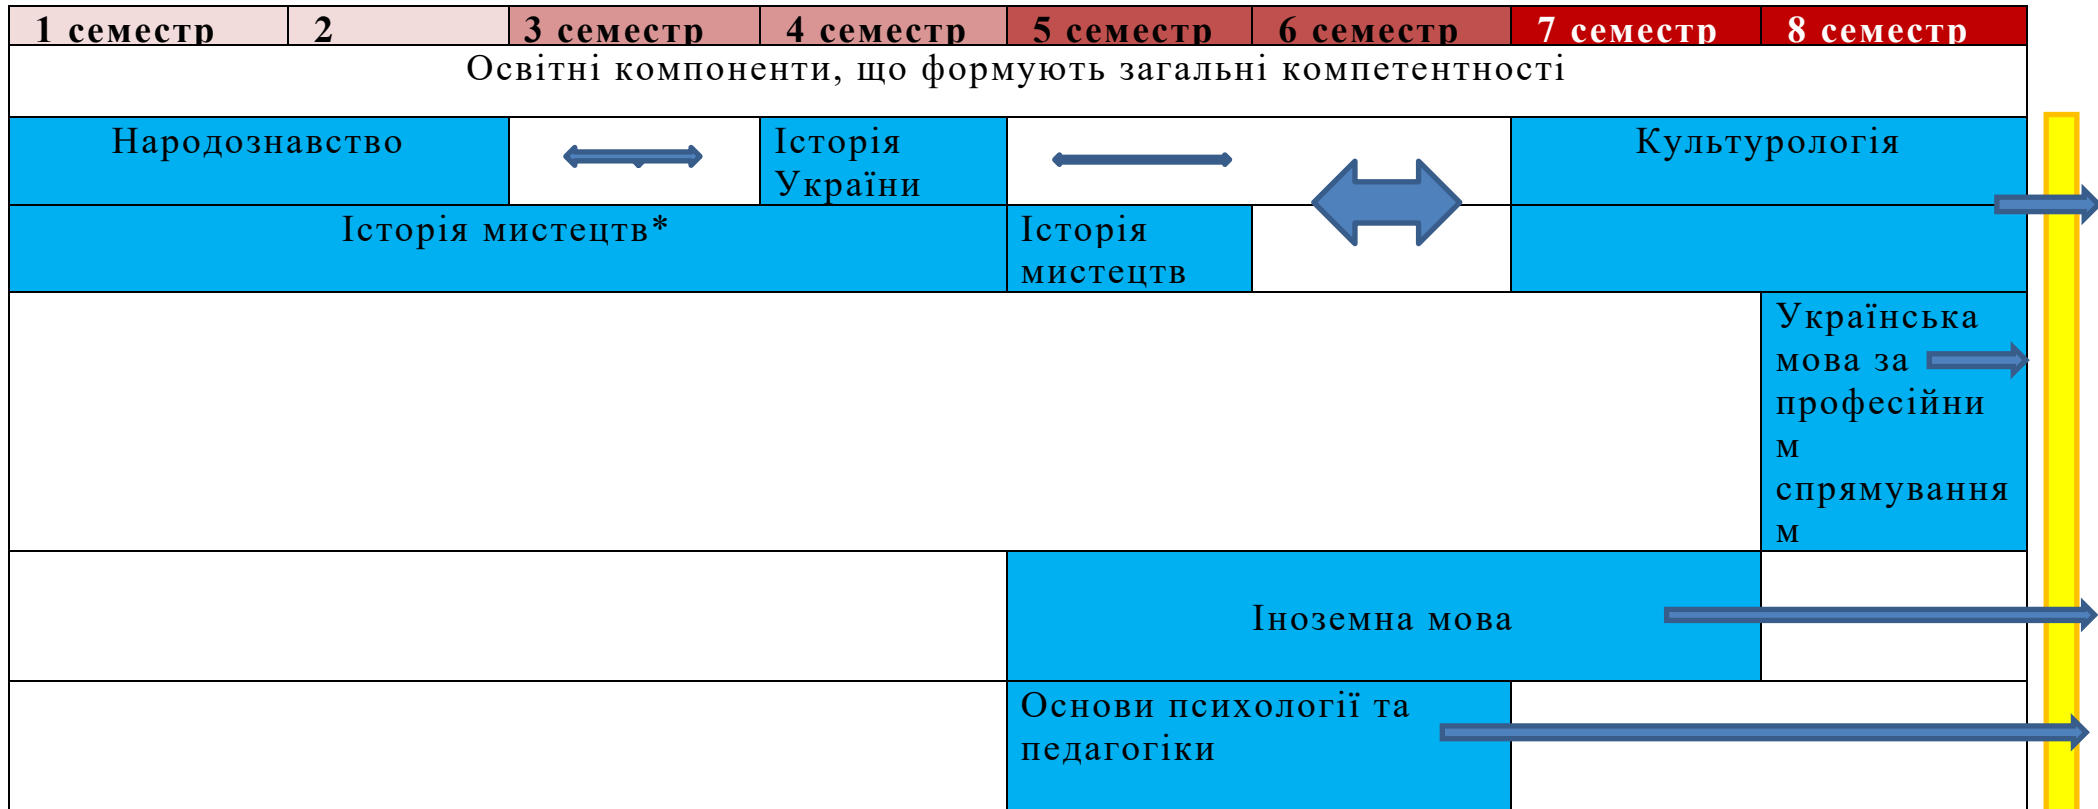 1 семестр 2 3 семестр 4 семестр 5 семестр 6 семестр 7 семестр 8 семестр
Освітні компоненти, що формують загальні компетентності
Народознавство
Історія
України
Культурологія
Історія мистецтв*
Історія
мистецтв
Українська
мова за
професійни
м
спрямування
м
Іноземна мова
Основи психології та
педагогіки